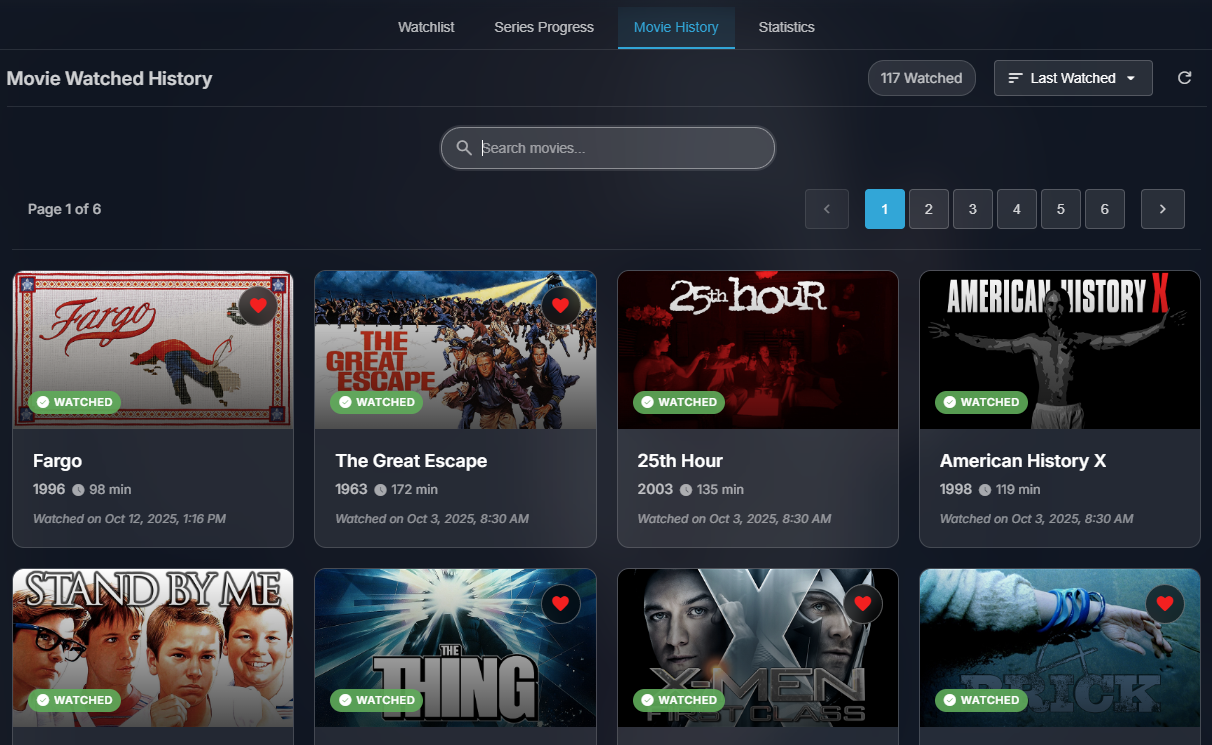 Watchlist Series Progress Movie History Statistics
Movie Watched History
117 Watched
Last Watched
Search movies...
Page 1 of 6
1 2 3 4 5 6
Fargo
WATCHED
Fargo
1996 98 min
Watched on Oct 12, 2025, 1:16 PM
THE
GREAT
ESCAPE
WATCHED
The Great Escape
1963 172 min
Watched on Oct 3, 2025, 8:30 AM
25th hour
WATCHED
25th Hour
2003 135 min
Watched on Oct 3, 2025, 8:30 AM
AMERICAN HISTORY X
WATCHED
American History X
1998 119 min
Watched on Oct 3, 2025, 8:30 AM
STAND BY ME
WATCHED
THE
THING
WATCHED
X-MEN
FIRST CLASS
WATCHED
BRICK
WATCHED